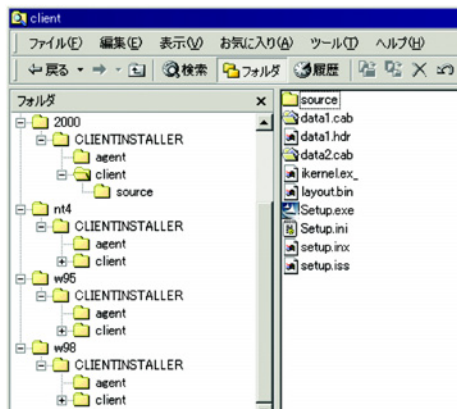 client
ファイル(F) 編集(E) 表示(V) お気に入り(A) ツール(T) ヘルプ(H)
戻る 検索 フォルダ 履歴
フォルダ
2000
CLIENTINSTALLER
agent
client
source
nt4
CLIENTINSTALLER
agent
client
w95
CLIENTINSTALLER
agent
client
w98
CLIENTINSTALLER
agent
client
source
data1.cab
data1.hdr
data2.cab
ikernel.ex_
layout.bin
Setup.exe
Setup.ini
setup.inx
setup.iss